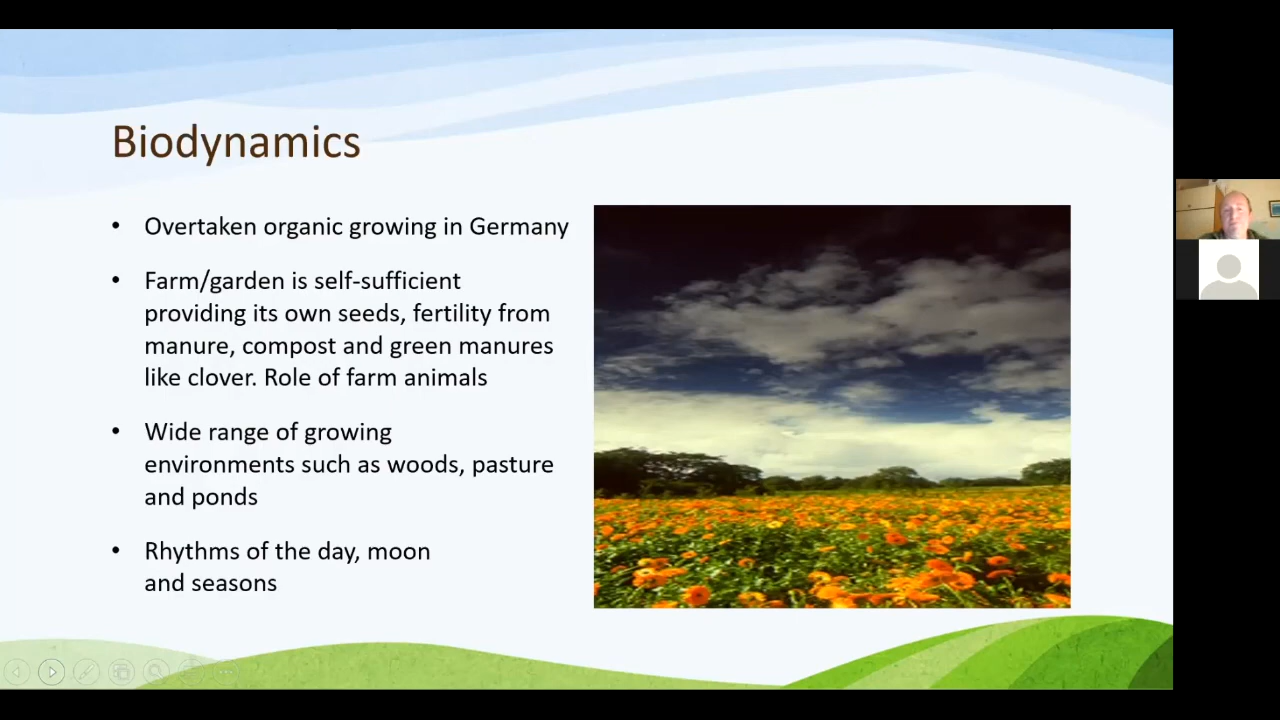 Biodynamics
• Overtaken organic growing in Germany
• Farm/garden is self-sufficient
providing its own seeds, fertility from
manure, compost and green manures
like clover. Role of farm animals
• Wide range of growing
environments such as woods, pasture
and ponds
• Rhythms of the day, moon
and seasons